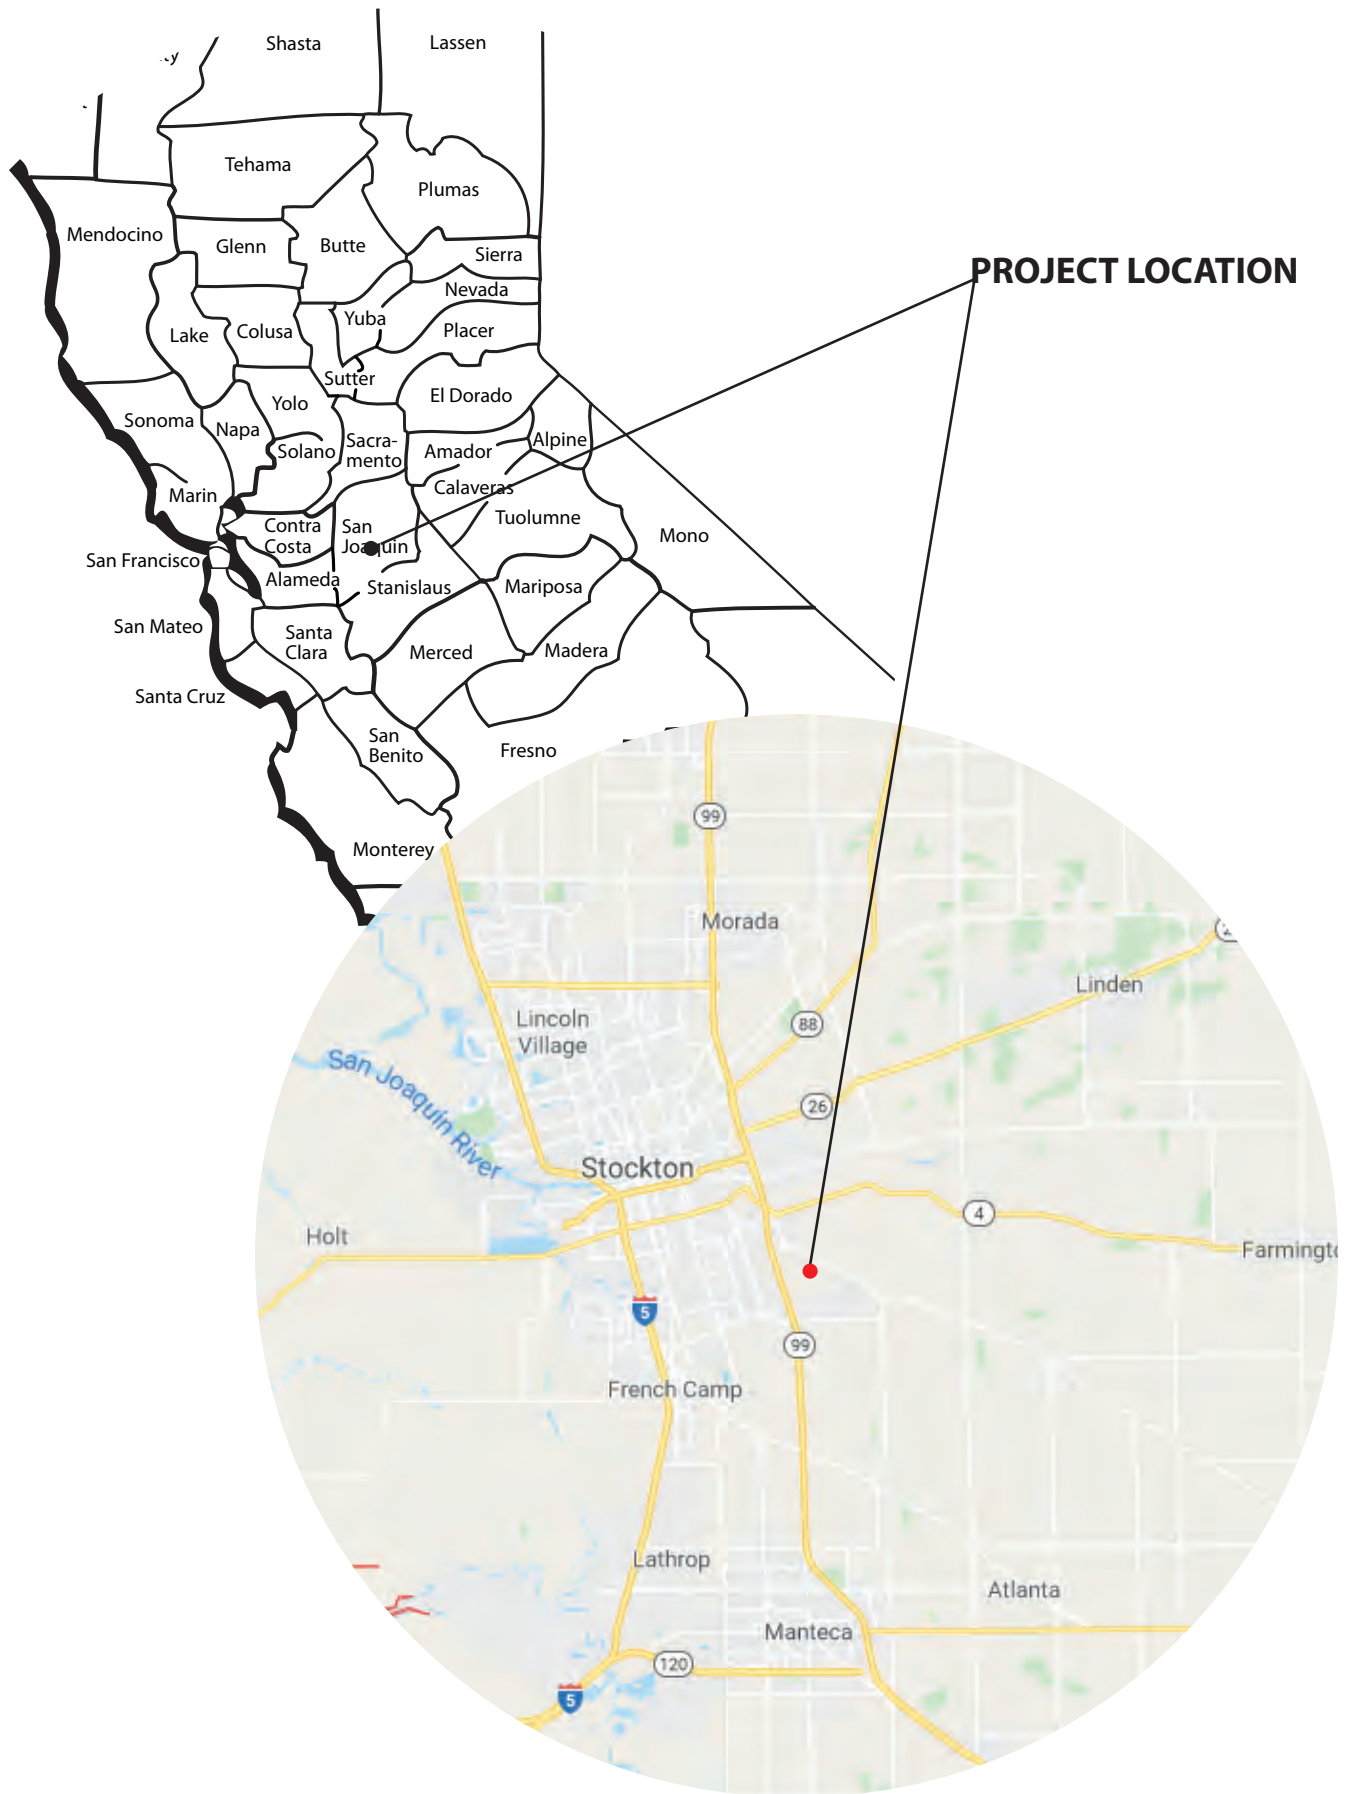 Shasta
Lassen
Tehama
Plumas
Mendocino
Glenn
Butte
Sierra
PROJECT LOCATION
Nevada
Yuba
Lake
Colusa
Placer
Sutter
El Dorado
Yolo
Sonoma
Napa
Solano
Sacra-
mento
Amador
Alpine
Calaveras
Marin
Contra
Costa
San
Joaquin
Tuolumne
Mono
San Francisco
Alameda
Stanislaus
Mariposa
San Mateo
Santa
Clara
Merced
Madera
Santa Cruz
San
Benito
Fresno
Monterey
99
Morada
Linden
Lincoln
Village
88
San Joaquin River
26
Stockton
4
Holt
Farmingto
5
99
French Camp
Lathrop
Atlanta
Manteca
120
5